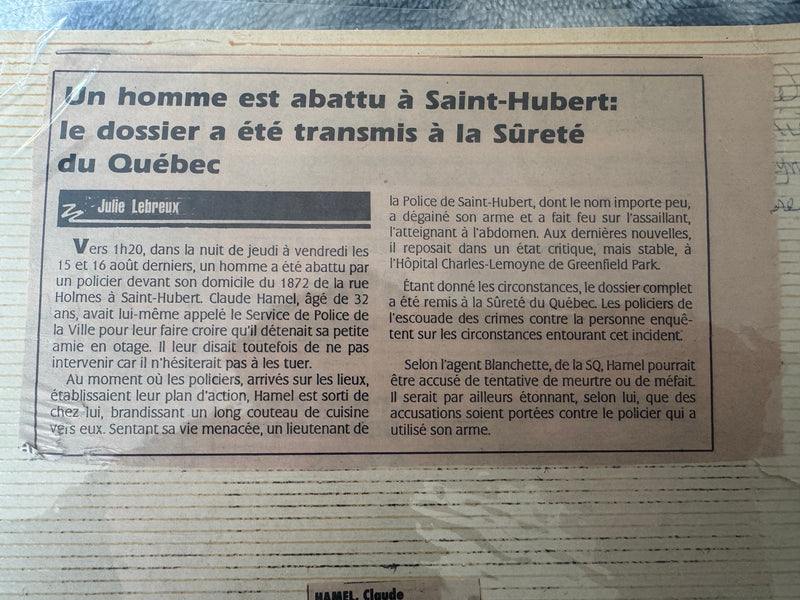 Un homme est abattu à Saint-Hubert:
le dossier a été transmis à la Sûreté
du Québec
Julie Lebreux
Vers 1h20, dans la nuit de jeudi à vendredi les
15 et 16 août derniers, un homme a été abattu par
un policier devant son domicile du 1872 de la rue
Holmes à Saint-Hubert. Claude Hamel, âgé de 32
ans, avait lui-même appelé le Service de Police de
la Ville pour leur faire croire qu'il détenait sa petite
amie en otage. Il leur disait toutefois de ne pas
intervenir car il n'hésiterait pas à les tuer.
Au moment où les policiers, arrivés sur les lieux,
établissaient leur plan d'action, Hamel est sorti de
chez lui, brandissant un long couteau de cuisine
vers eux. Sentant sa vie menacée, un lieutenant de
la Police de Saint-Hubert, dont le nom importe peu,
a dégainé son arme et a fait feu sur l'assaillant,
l'atteignant à l'abdomen. Aux dernières nouvelles,
il reposait dans un état critique, mais stable, à
l'Hôpital Charles-Lemoyne de Greenfield Park.
Étant donné les circonstances, le dossier complet
a été remis à la Sûreté du Québec. Les policiers de
l'escouade des crimes contre la personne enquê-
tent sur les circonstances entourant cet incident.
Selon l'agent Blanchette, de la SQ, Hamel pourrait
être accusé de tentative de meurtre ou de méfait.
Il serait par ailleurs étonnant, selon lui, que des
accusations soient portées contre le policier qui a
utilisé son arme.
HAMEL, Claude